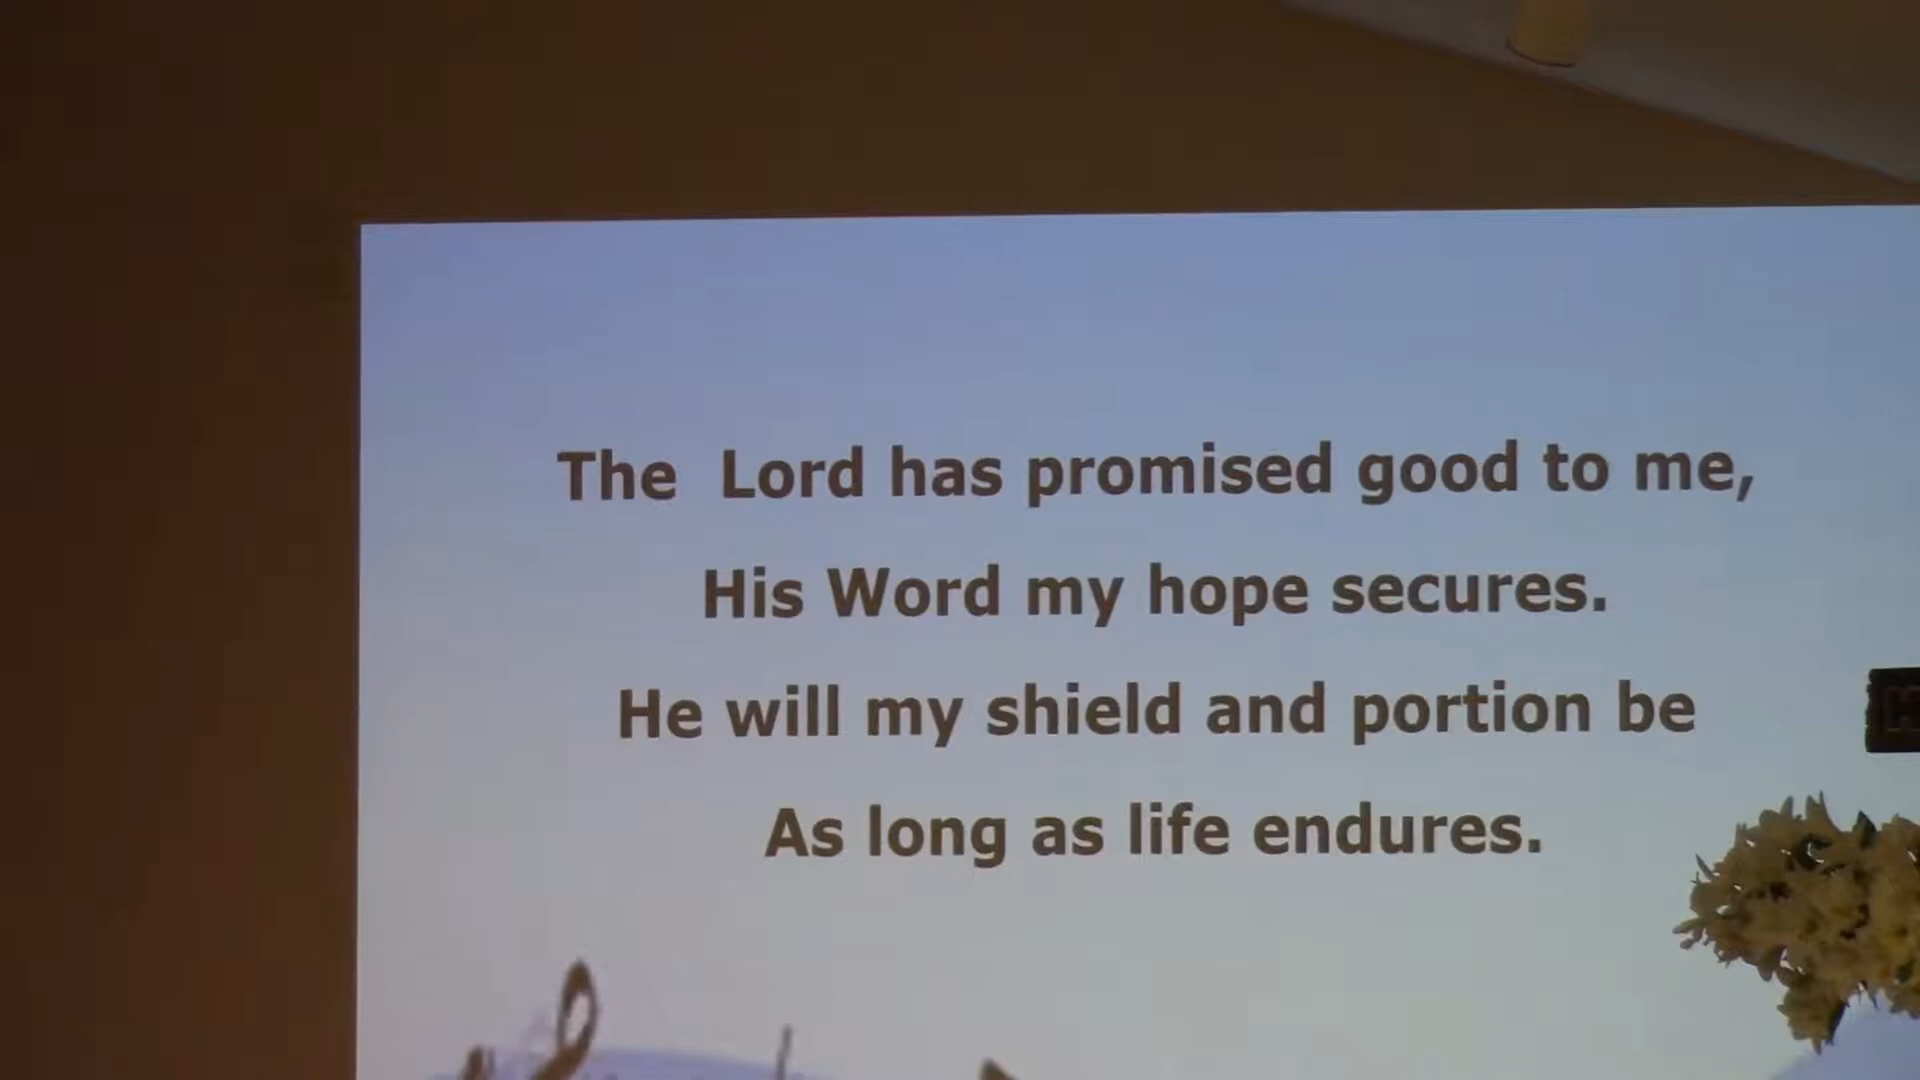 The Lord has promised good to me,
His Word my hope secures.
He will my shield and portion be
As long as life endures.